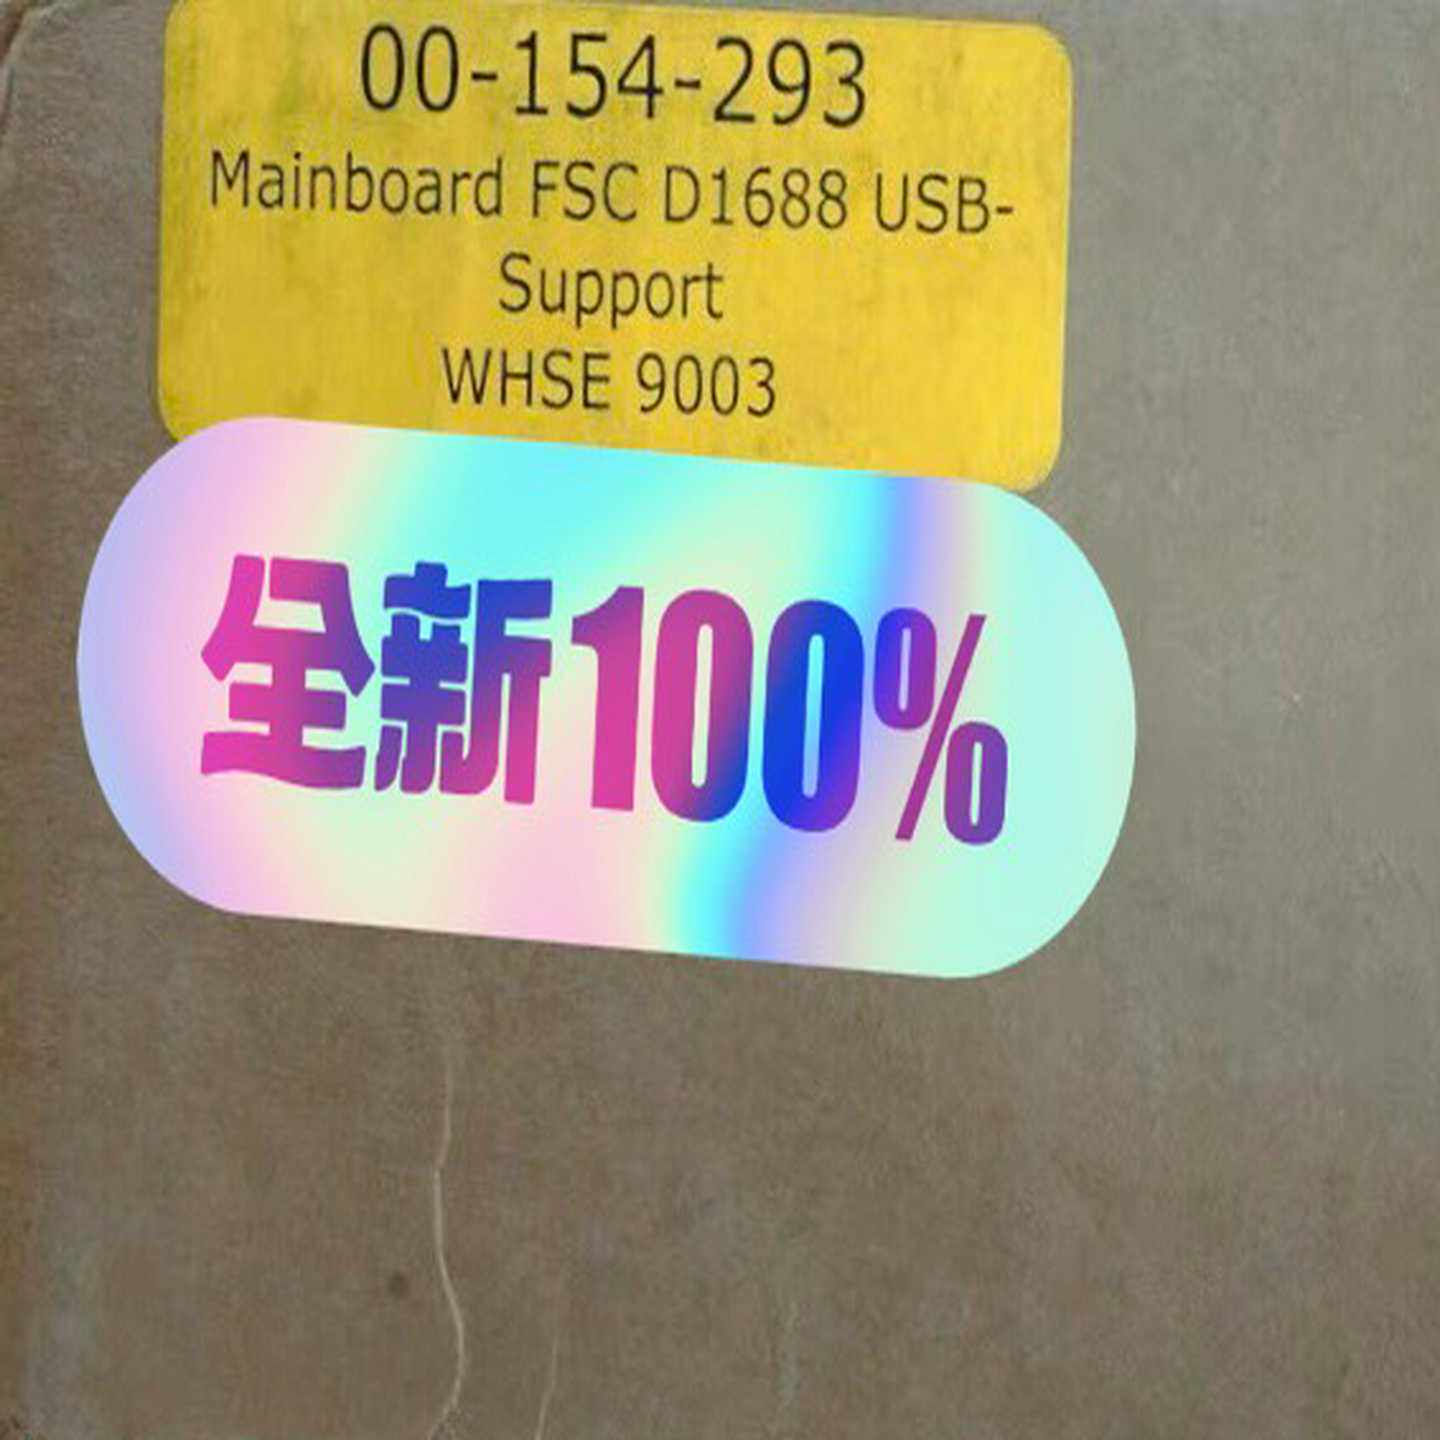 00-154-293
Mainboard FSC D1688 USB-
Support
WHSE 9003
全新100%